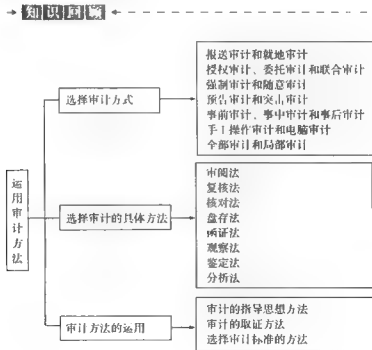 知识回顾
运用审计方法
选择审计方式
报送审计和就地审计
授权审计、委托审计和联合审计
强制审计和随意审计
预告审计和突击审计
事前审计、事中审计和事后审计
手工操作审计和电脑审计
全部审计和局部审计
选择审计的具体方法
审阅法
复核法
核对法
盘存法
函证法
观察法
鉴定法
分析法
审计方法的运用
审计的指导思想方法
审计的取证方法
选择审计标准的方法